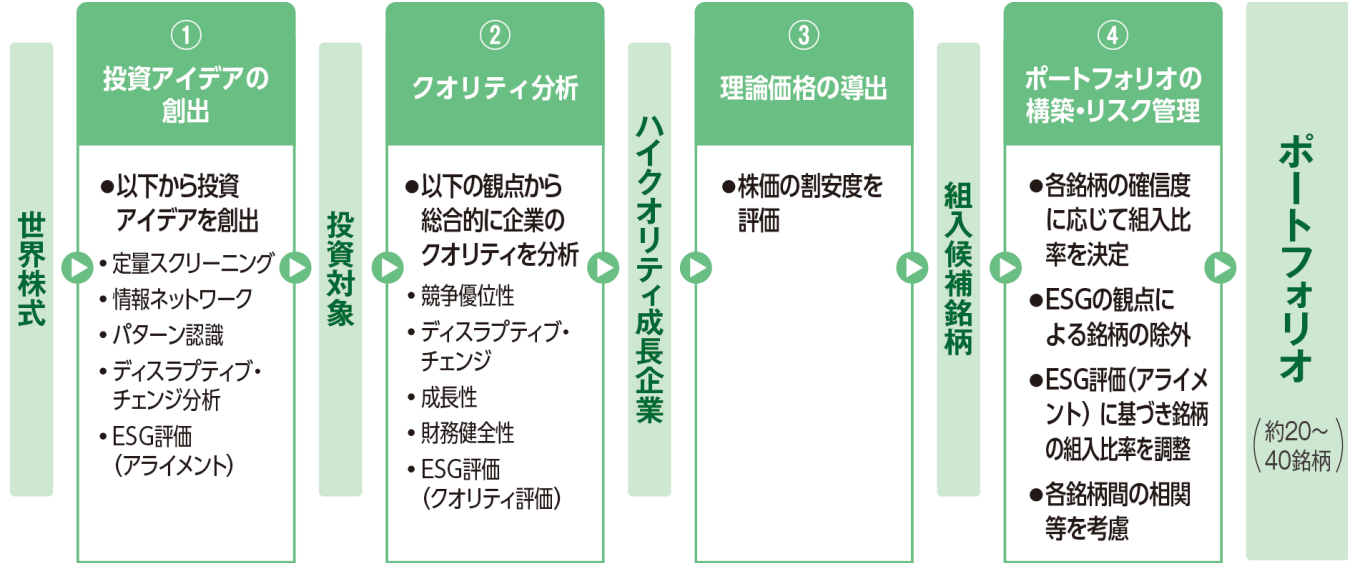 世界株式
①
投資アイデアの
創出
●以下から投資
アイデアを創出
• 定量スクリーニング
• 情報ネットワーク
• パターン認識
• ディスラプティブ・
チェンジ分析
• ESG評価
（アライメント）
投資対象
②
クオリティ分析
●以下の観点から
総合的に企業の
クオリティを分析
• 競争優位性
• ディスラプティブ・
チェンジ
• 成長性
• 財務健全性
• ESG評価
（クオリティ評価）
ハイクオリティ成長企業
③
理論価格の導出
●株価の割安度を
評価
組入候補銘柄
④
ポートフォリオの
構築・リスク管理
●各銘柄の確信度
に応じて組入比
率を決定
●ESGの観点に
よる銘柄の除外
●ESG評価（アライメ
ント）に基づき銘柄
の組入比率を調整
●各銘柄間の相関
等を考慮
ポートフォリオ
（約20～
40銘柄）